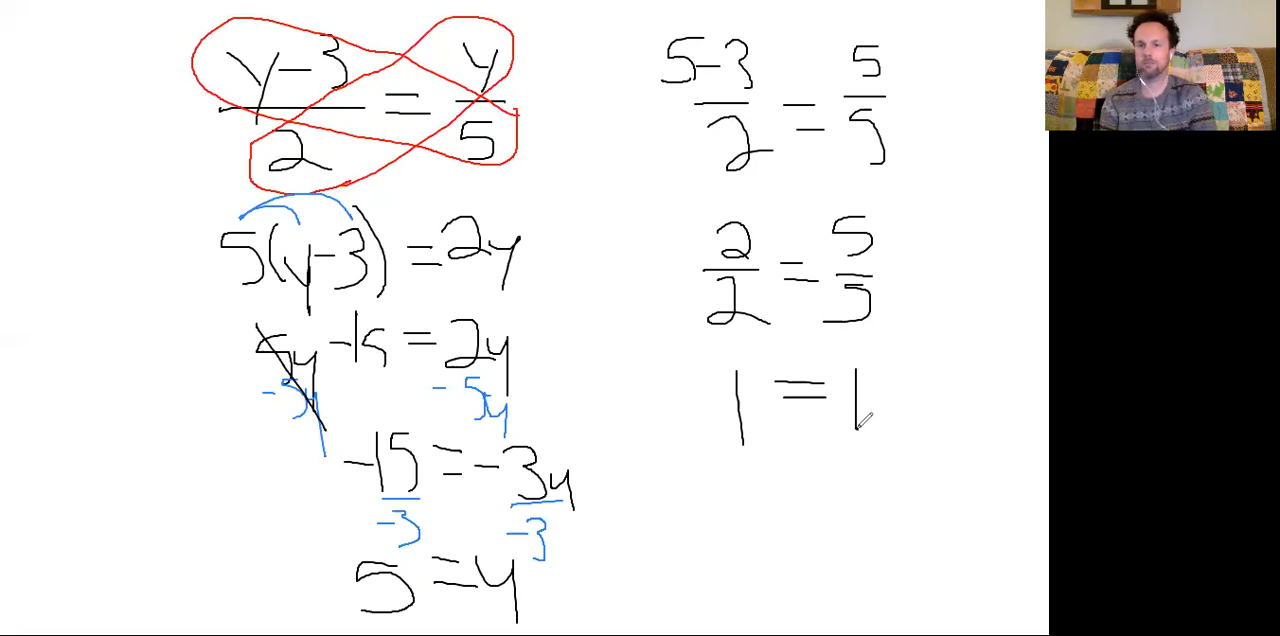 y-3/2 = y/5
5(y-3) = 2y
5y -15 = 2y
-5y -5y
-15 = -3y
-3 -3
5 = y
5-3/2 = 5/5
2/2 = 5/5
1 = 1